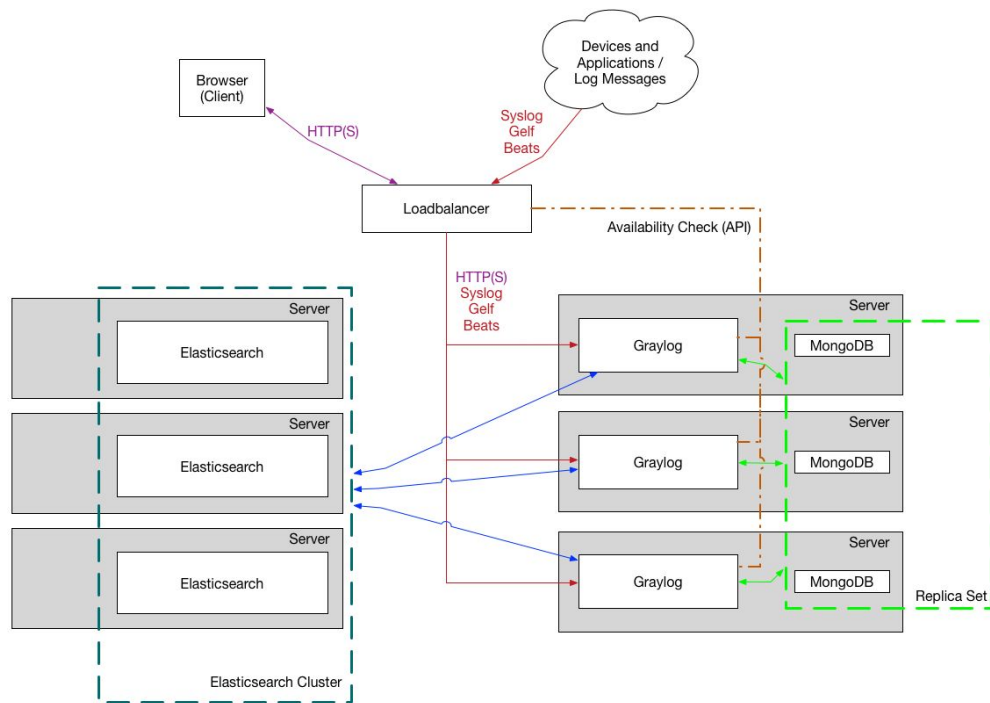 Devices and
Applications /
Log Messages
Browser
(Client)
HTTP(S)
Syslog
Gelf
Beats
Loadbalancer
Availability Check (API)
HTTP(S)
Syslog
Gelf
Beats
Server
Elasticsearch
Server
Elasticsearch
Server
Elasticsearch
Elasticsearch Cluster
Server
Graylog
MongoDB
Server
Graylog
MongoDB
Server
Graylog
MongoDB
Replica Set